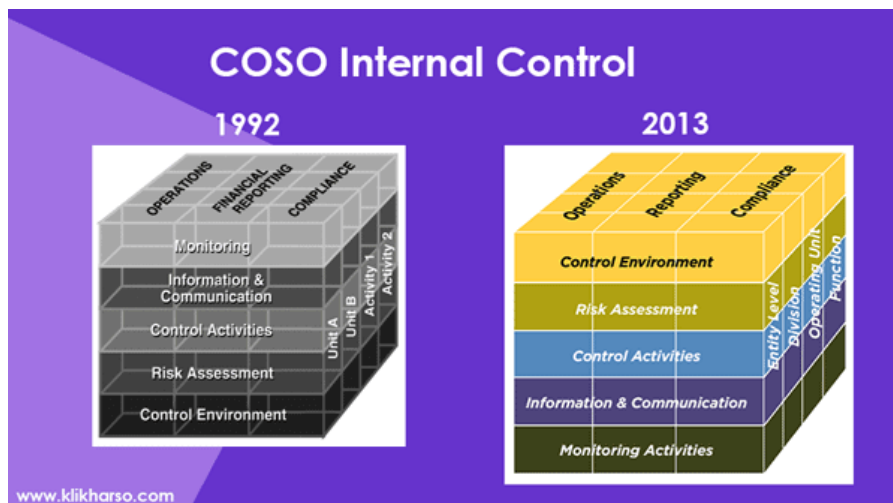 COSO Internal Control
1992
OPERATIONS
FINANCIAL
REPORTING
COMPLIANCE
Monitoring
Information &
Communication
Control Activities
Risk Assessment
Control Environment
Unit A
Unit B
Activity 1
Activity 2
2013
Operations
Reporting
Compliance
Control Environment
Risk Assessment
Control Activities
Information & Communication
Monitoring Activities
Entity Level
Division
Operating Unit
Function
www.klikharso.com